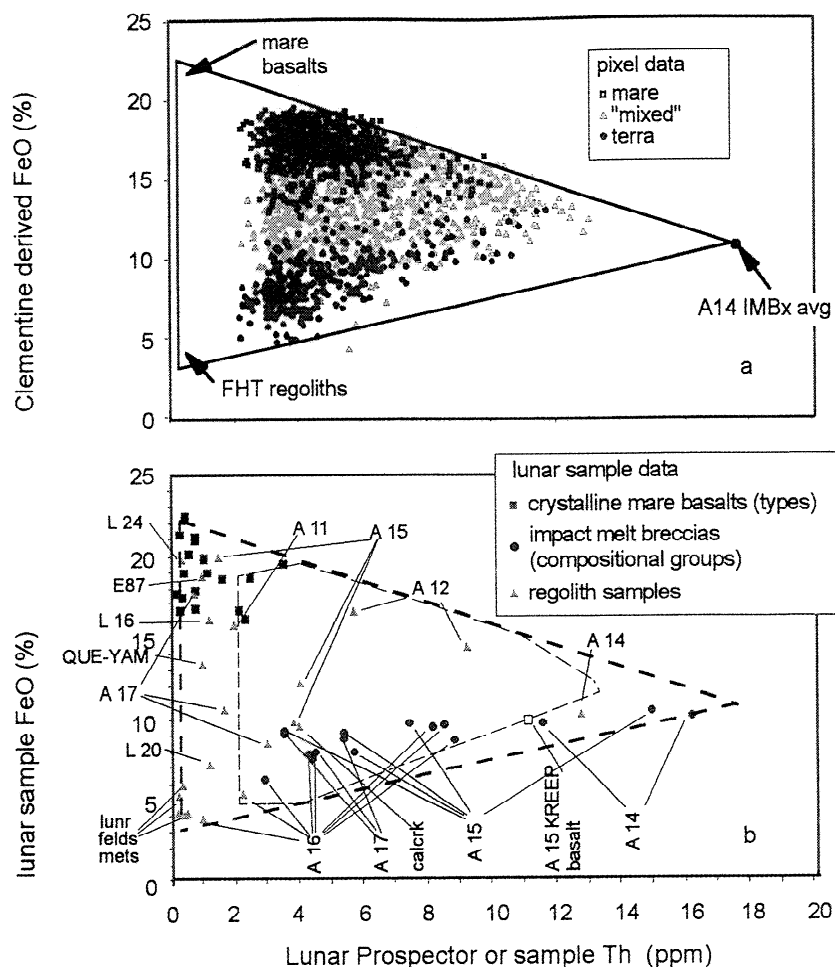 25
20
15
10
5
0
Clementine derived FeO (%)
mare
basalts
pixel data
mare
"mixed"
terra
A14 IMBx avg
FHT regoliths
a
25
20
15
10
5
0
lunar sample FeO (%)
lunar sample data
crystalline mare basalts (types)
impact melt breccias
(compositional groups)
regolith samples
L 24
A 11
A 15
E87
A 12
L 16
A 14
QUE-YAM
A 17
L 20
lunr
felds
mets
A 16
A 17
calcrk
A 15
A 15 KREEP
basalt
A 14
b
0 2 4 6 8 10 12 14 16 18 20
Lunar Prospector or sample Th (ppm)